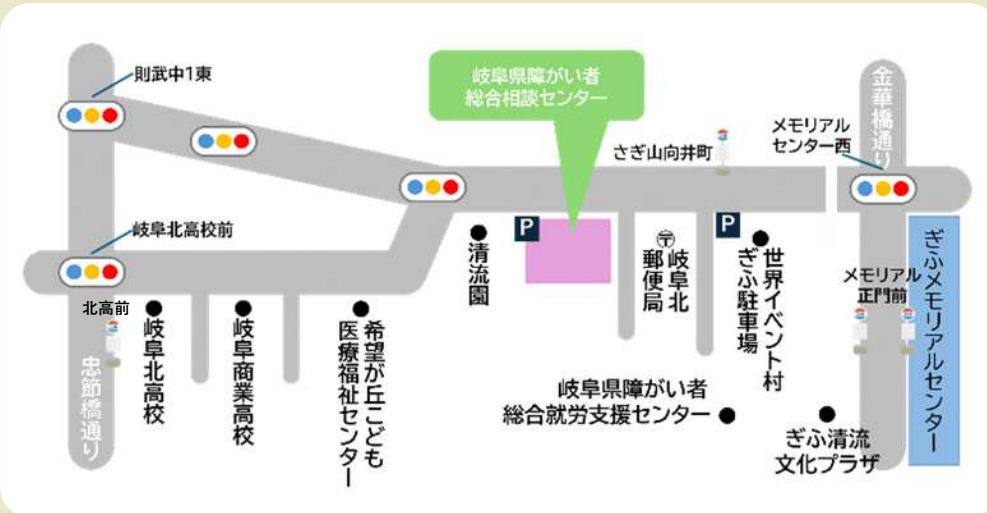 則武中1東
岐阜県障がい者
総合相談センター
金華橋通り
メモリアル
センター西
さぎ山向井町
岐阜北高校前
P
P
清流園
〒
岐阜北
郵便局
世界イベント村
ぎふ駐車場
メモリアル
正門前
ぎふメモリアルセンター
北高前
忠節橋通り
岐阜北高校
岐阜商業高校
希望が丘こども
医療福祉センター
岐阜県障がい者
総合就労支援センター
ぎふ清流
文化プラザ